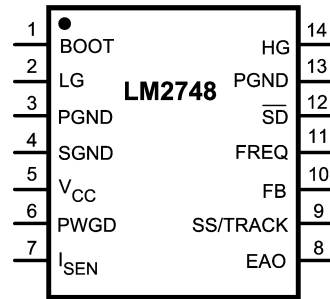 1 BOOT HG 14
2 LG PGND 13
LM2748
3 PGND S̅D̅ 12
4 SGND FREQ 11
5 VCC FB 10
6 PWGD SS/TRACK 9
7 ISEN EAO 8